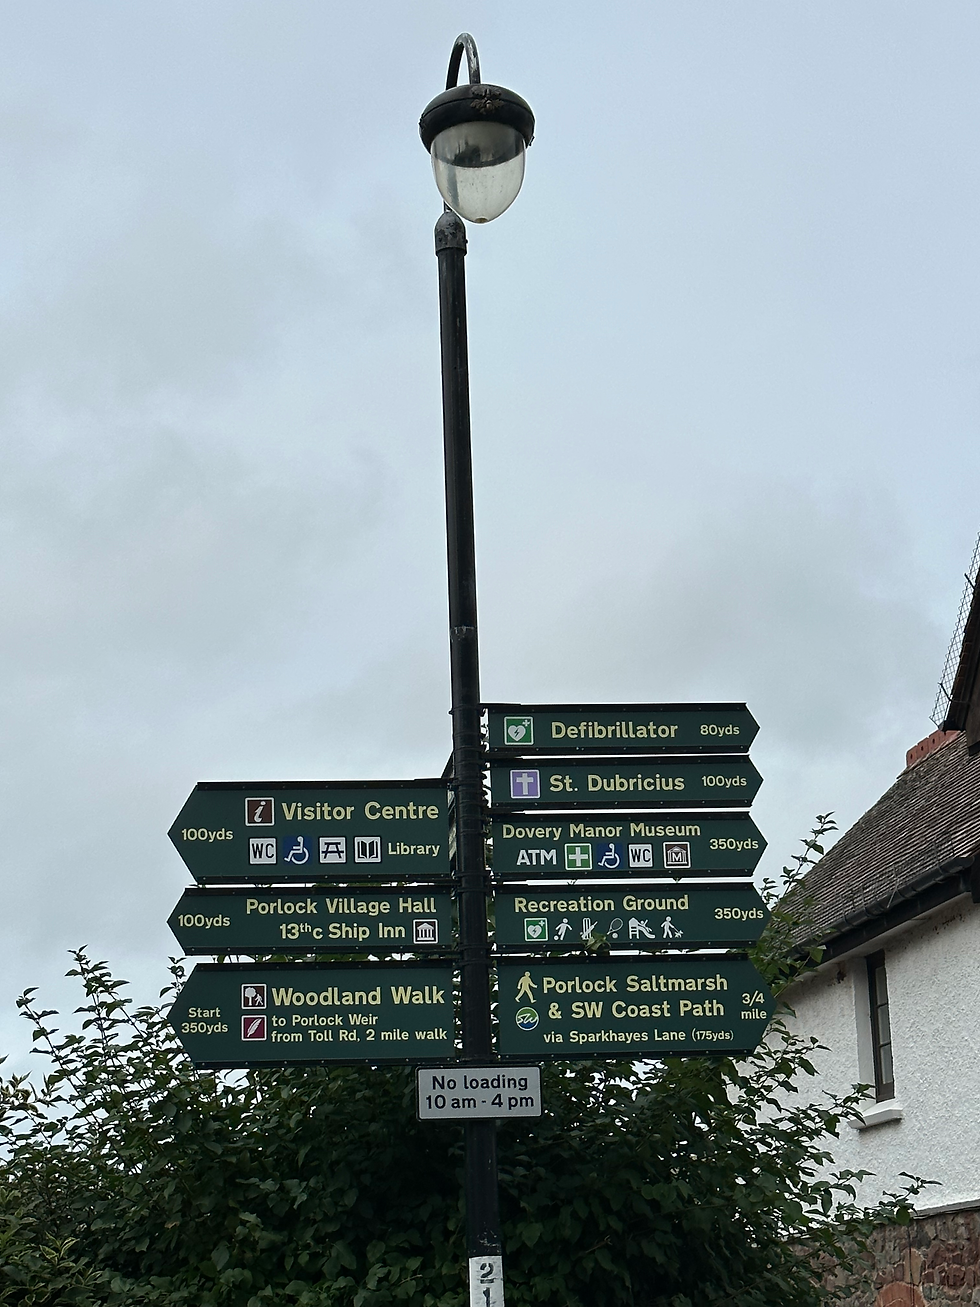 Defibrillator 80yds
St. Dubricius 100yds
Dovery Manor Museum
ATM WC 350yds
Recreation Ground
350yds
Porlock Saltmarsh
& SW Coast Path
3/4
mile
via Sparkhayes Lane (175yds)
Visitor Centre
100yds
WC Library
Porlock Village Hall
100yds
13thc Ship Inn
Woodland Walk
Start
350yds
to Porlock Weir
from Toll Rd, 2 mile walk
No loading
10 am - 4 pm
2
1